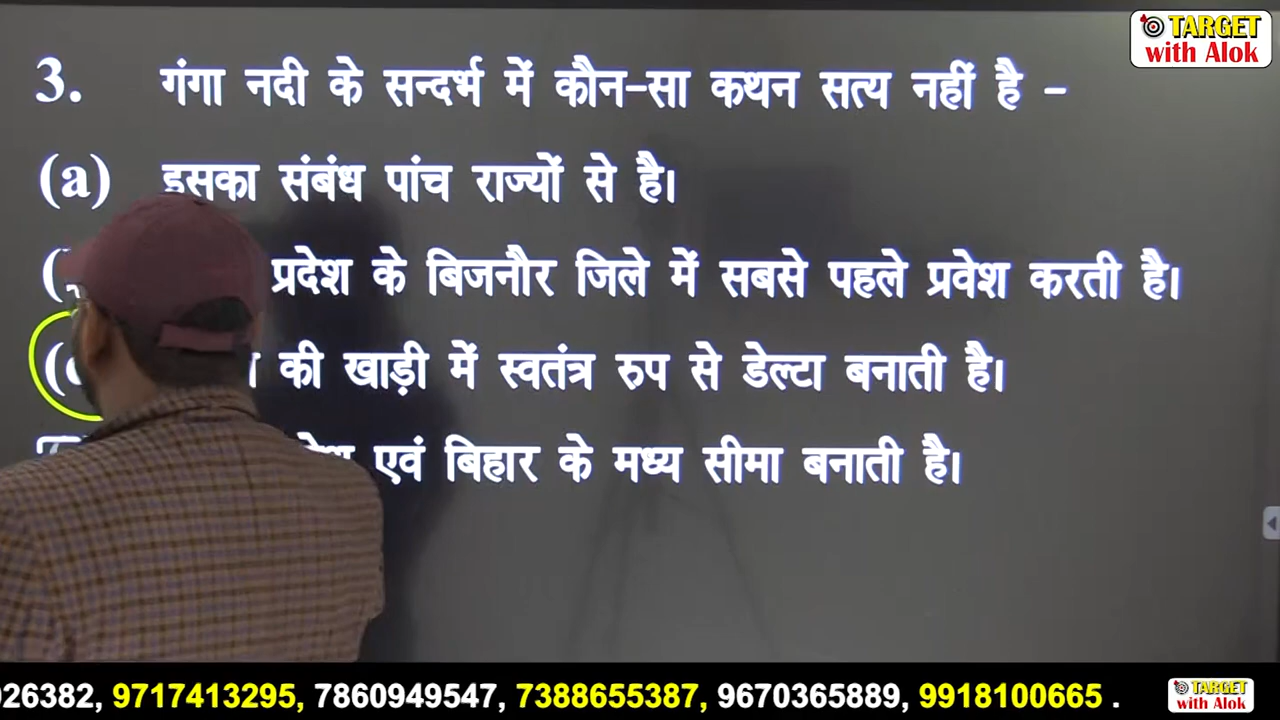 TARGET
with Alok
3. गंगा नदी के सन्दर्भ में कौन-सा कथन सत्य नहीं है -
(a) इसका संबंध पांच राज्यों से है।
प्रदेश के बिजनौर जिले में सबसे पहले प्रवेश करती है।
की खाड़ी में स्वतंत्र रुप से डेल्टा बनाती है।
एवं बिहार के मध्य सीमा बनाती है।
026382, 9717413295, 7860949547, 7388655387, 9670365889, 9918100665 .
TARGET
with Alok